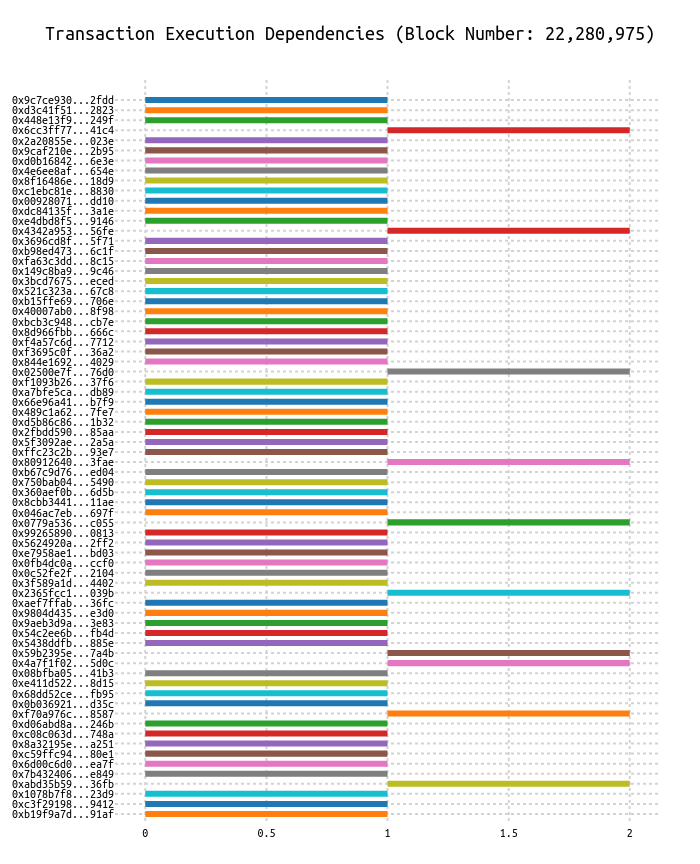 Transaction Execution Dependencies (Block Number: 22,280,975)
0x9c7ce930...2fdd
0xd3c41f51...2823
0x448e13f9...249f
0x6cc3ff77...41c4
0x2a20855e...023e
0x9caf210e...2b95
0xd0b16842...6e3e
0x4e6ee8af...654e
0x8f16486e...18d9
0xc1ebc81e...8830
0x00928071...dd10
0xdc84135f...3a1e
0xe4dbd8f5...9146
0x4342a953...56fe
0x3696cd8f...5f71
0xb98ed473...6c1f
0xfa63c3dd...8c15
0x149c8ba9...9c46
0x3bcd7675...eced
0x521c323a...67c8
0xb15ffe69...706e
0x40007ab0...8f98
0xbcb3c948...cb7e
0x8d966fbb...666c
0xf4a57c6d...7712
0xf3695c0f...36a2
0x844e1692...4029
0x02500e7f...76d0
0xf1093b26...37f6
0xa7bfe5ca...db89
0x66e96a41...b7f9
0x489c1a62...7fe7
0xd5b86c86...1b32
0x2fbdd590...85aa
0x5f3092ae...2a5a
0xffc23c2b...93e7
0x80912640...3fae
0xb67c9d76...ed04
0x750bab04...5490
0x360aef0b...6d5b
0x8cbb3441...11ae
0x046ac7eb...697f
0x0779a536...c055
0x99265890...0813
0x5624920a...2ff2
0xe7958ae1...bd03
0x0fb4dc0a...ccf0
0x0c52fe2f...2104
0x3f589a1d...4402
0x2365fcc1...039b
0xaef7ffab...36fc
0x9804d435...e3d0
0x9aeb3d9a...3e83
0x54c2ee6b...fb4d
0x5438ddfb...885e
0x59b2395e...7a4b
0x4a7f1f02...5d0c
0x08bfba05...41b3
0xe411d522...8d15
0x68dd52ce...fb95
0x0b036921...d35c
0xf70a976c...8587
0xd06abd8a...246b
0xc08c063d...748a
0x8a32195e...a251
0xc59ffc94...80e1
0x6d00c6d0...ea7f
0x7b432406...e849
0xabd35b59...36fb
0x1078b7f8...23d9
0xc3f29198...9412
0xb19f9a7d...91af
0 0.5 1 1.5 2